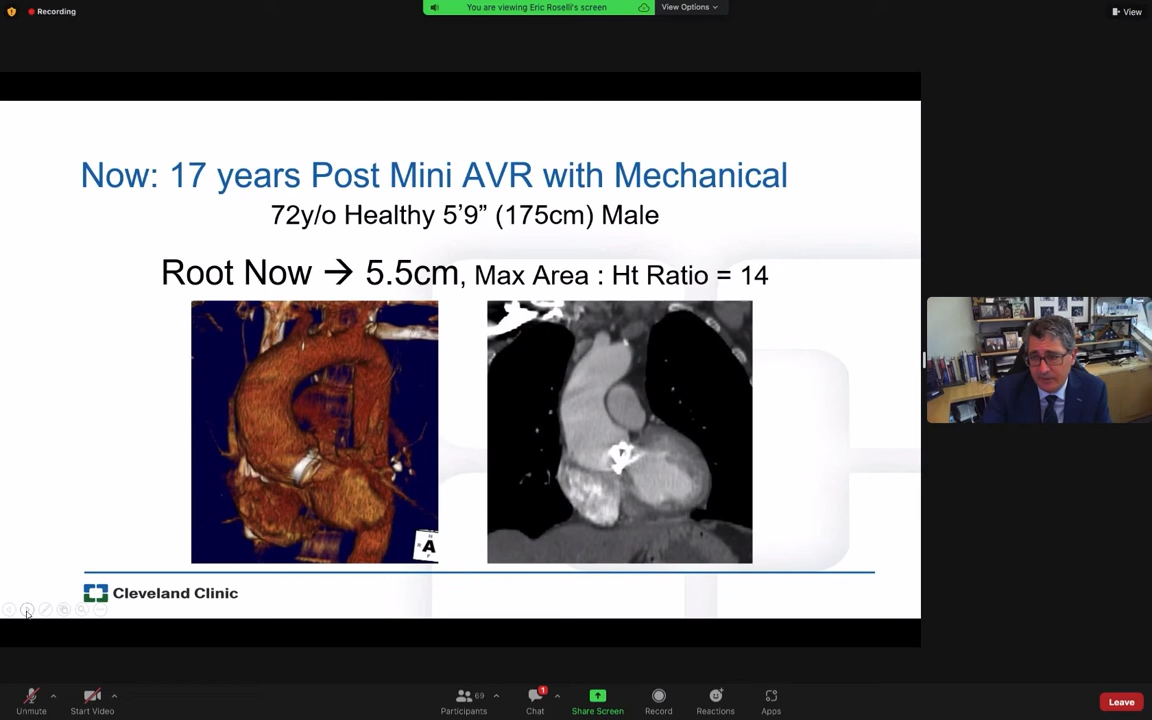 Recording
You are viewing Eric Roselli's screen
View Options
View
Now: 17 years Post Mini AVR with Mechanical
72y/o Healthy 5’9” (175cm) Male
Root Now → 5.5cm, Max Area : Ht Ratio = 14
A
Cleveland Clinic
Unmute
Start Video
Participants
69
Chat
1
Share Screen
Record
Reactions
Apps
Leave